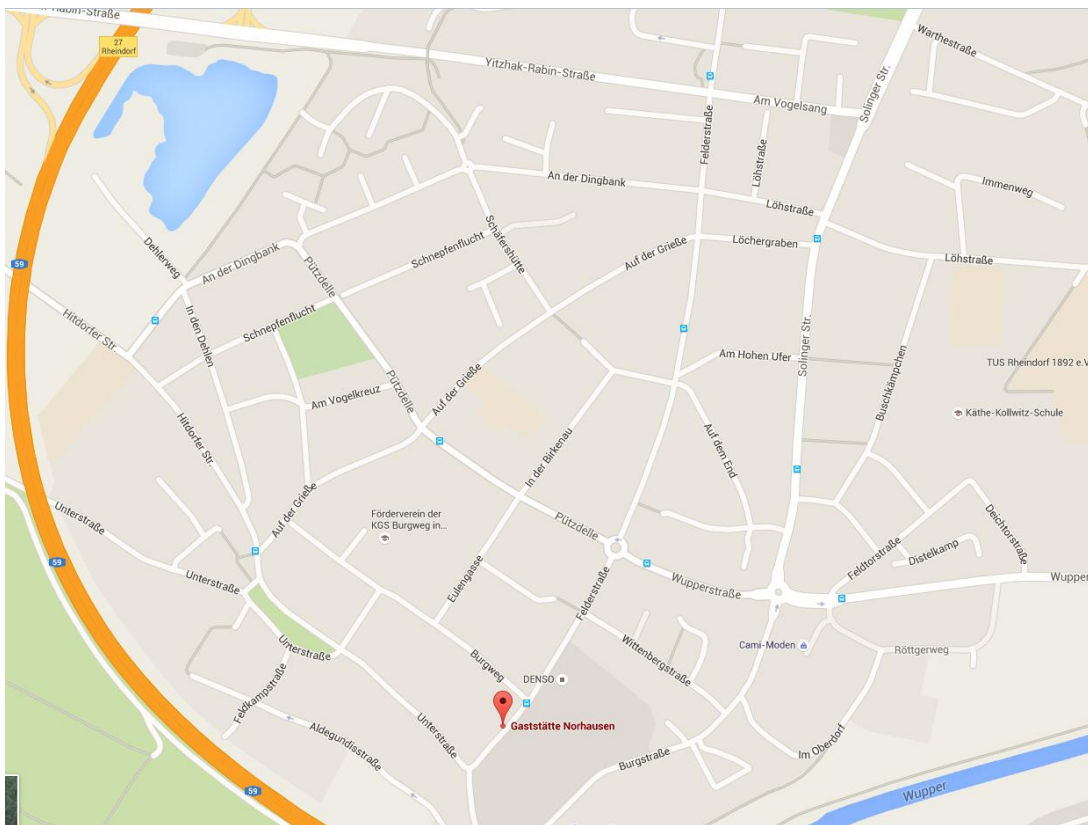 Rabin-Straße
27
Rheindorf
Yitzhak-Rabin-Straße
Am Vogelsang
Solinger Str.
Warthestraße
Felderstraße
Löhstraße
An der Dingbank
Löhstraße
Immenweg
Schäfershütte
Schnepfenflucht
Auf der Grieße
Löchergraben
Löhstraße
Dehlerweg
An der Dingbank
Pützdelle
59
Hitdorfer Str.
In den Dehlen
Schnepfenflucht
Am Hohen Ufer
Solinger Str.
Buschkämpchen
TUS Rheindorf 1892 e.V
Käthe-Kollwitz-Schule
Am Vogelkreuz
Pützdelle
Auf der Grieße
Hitdorfer Str.
In der Birkenau
Auf dem End
Unterstraße
Auf der Grieße
Förderverein der
KGS Burgweg in...
Pützdelle
Deichtorstraße
Feldtorstraße
Distelkamp
59
Unterstraße
Eulengasse
Felderstraße
Wupperstraße
Wupper
Unterstraße
Burgweg
Wittenbergstraße
Cami-Moden
Röttgerweg
Feldkampstraße
DENSO
Aldegundisstraße
Unterstraße
Gaststätte Norhausen
Burgstraße
Im Oberdorf
59
Wupper